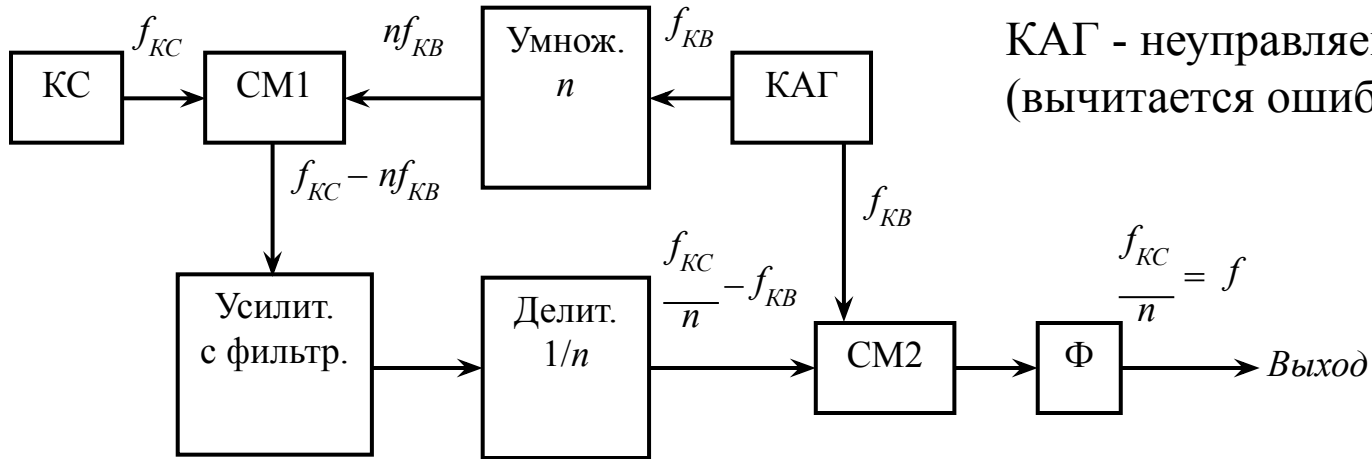 f_КС
nf_КВ
Умнож.
n
f_КВ
КС
СМ1
КАГ
КАГ - неуправляе
(вычитается ошиб
f_КС – nf_КВ
f_КВ
Усилит.
с фильтр.
Делит.
1/n
f_КС/n – f_КВ
СМ2
Ф
f_КС/n = f
Выход